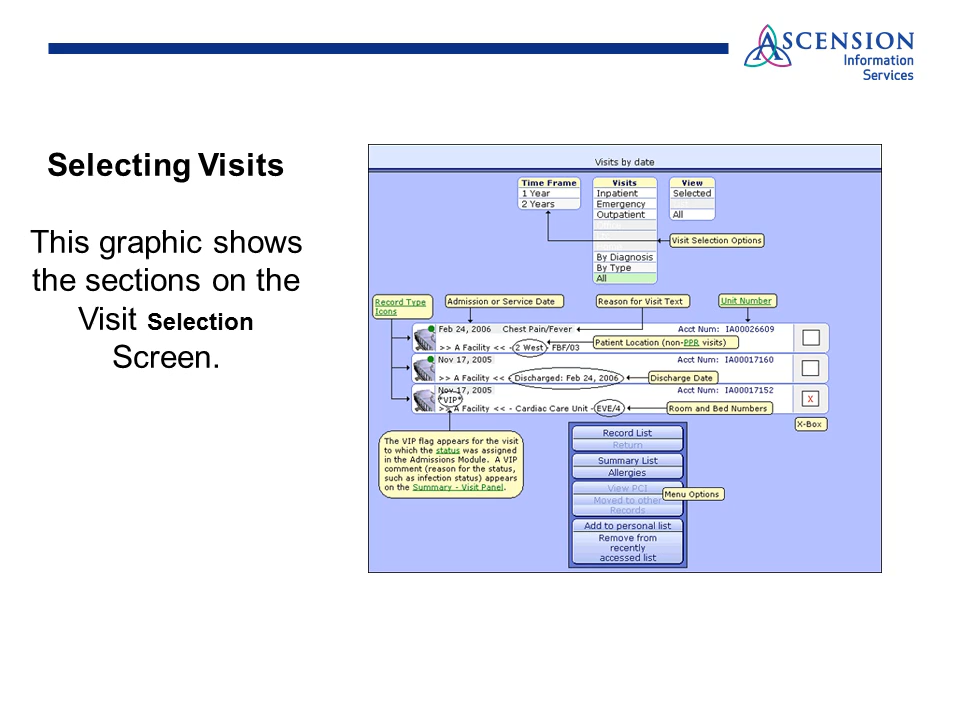 ASCENSION
Information
Services
Selecting Visits
This graphic shows
the sections on the
Visit Selection
Screen.
Visits by date
Time Frame
1 Year
2 Years
Visits
Inpatient
Emergency
Outpatient
By Diagnosis
By Type
All
View
Selected
All
Visit Selection Options
Record Type
Icons
Admission or Service Date
Reason for Visit Text
Unit Number
Feb 24, 2006 Chest Pain/Fever Acct Num: IA00026609
Patient Location (non-PPR visits)
>> A Facility << - 2 West - FBF/03
Nov 17, 2005 Acct Num: IA00017160
>> A Facility << - Discharged: Feb 24, 2006
Discharge Date
Nov 17, 2005 Acct Num: IA00017152
*VIP*
X
>> A Facility << - Cardiac Care Unit - EVE/4
Room and Bed Numbers
X-Box
The VIP flag appears for the visit
to which the status was assigned
in the Admissions Module. A VIP
comment (reason for the status,
such as infection status) appears
on the Summary - Visit Panel.
Record List
Return
Summary List
Allergies
View PCI
Moved to other
Records
Menu Options
Add to personal list
Remove from
recently
accessed list